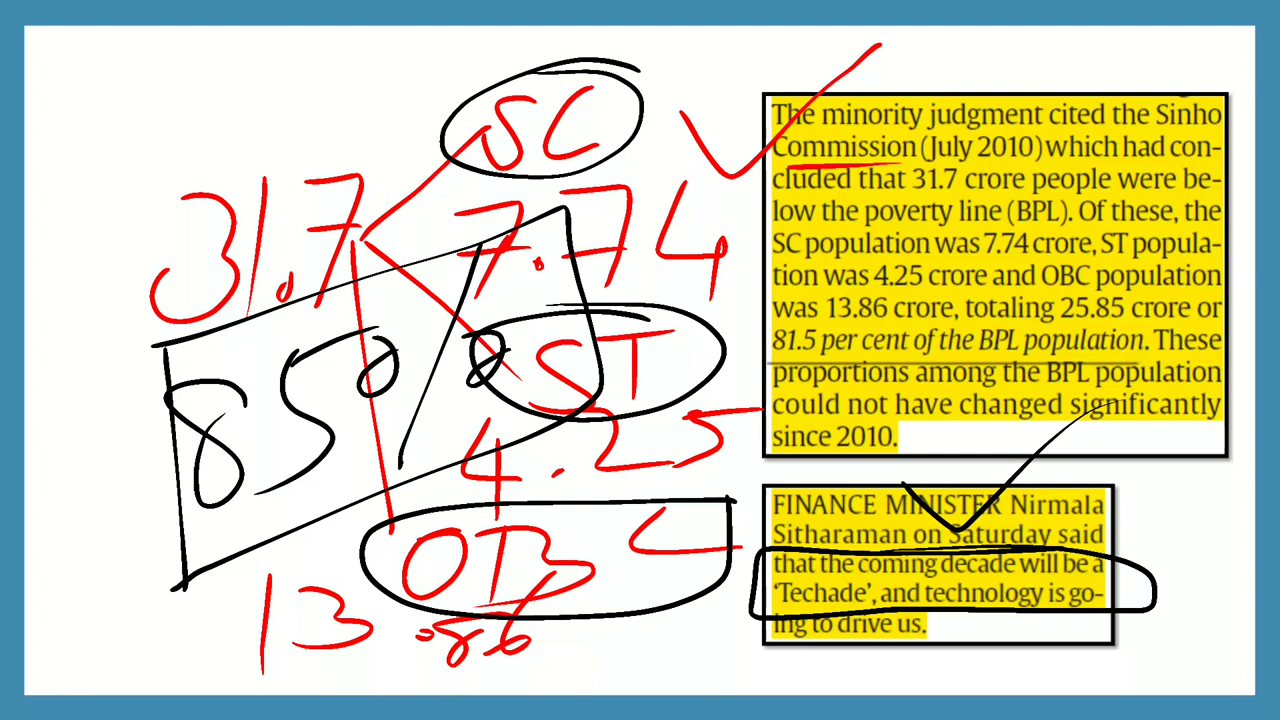 SC
31.7
7.74
85%
ST
4.25
OBC
13.86
The minority judgment cited the Sinho
Commission (July 2010) which had con-
cluded that 31.7 crore people were be-
low the poverty line (BPL). Of these, the
SC population was 7.74 crore, ST popula-
tion was 4.25 crore and OBC population
was 13.86 crore, totaling 25.85 crore or
81.5 per cent of the BPL population. These
proportions among the BPL population
could not have changed significantly
since 2010.
FINANCE MINISTER Nirmala
Sitharaman on Saturday said
that the coming decade will be a
‘Techade’, and technology is go-
ing to drive us.